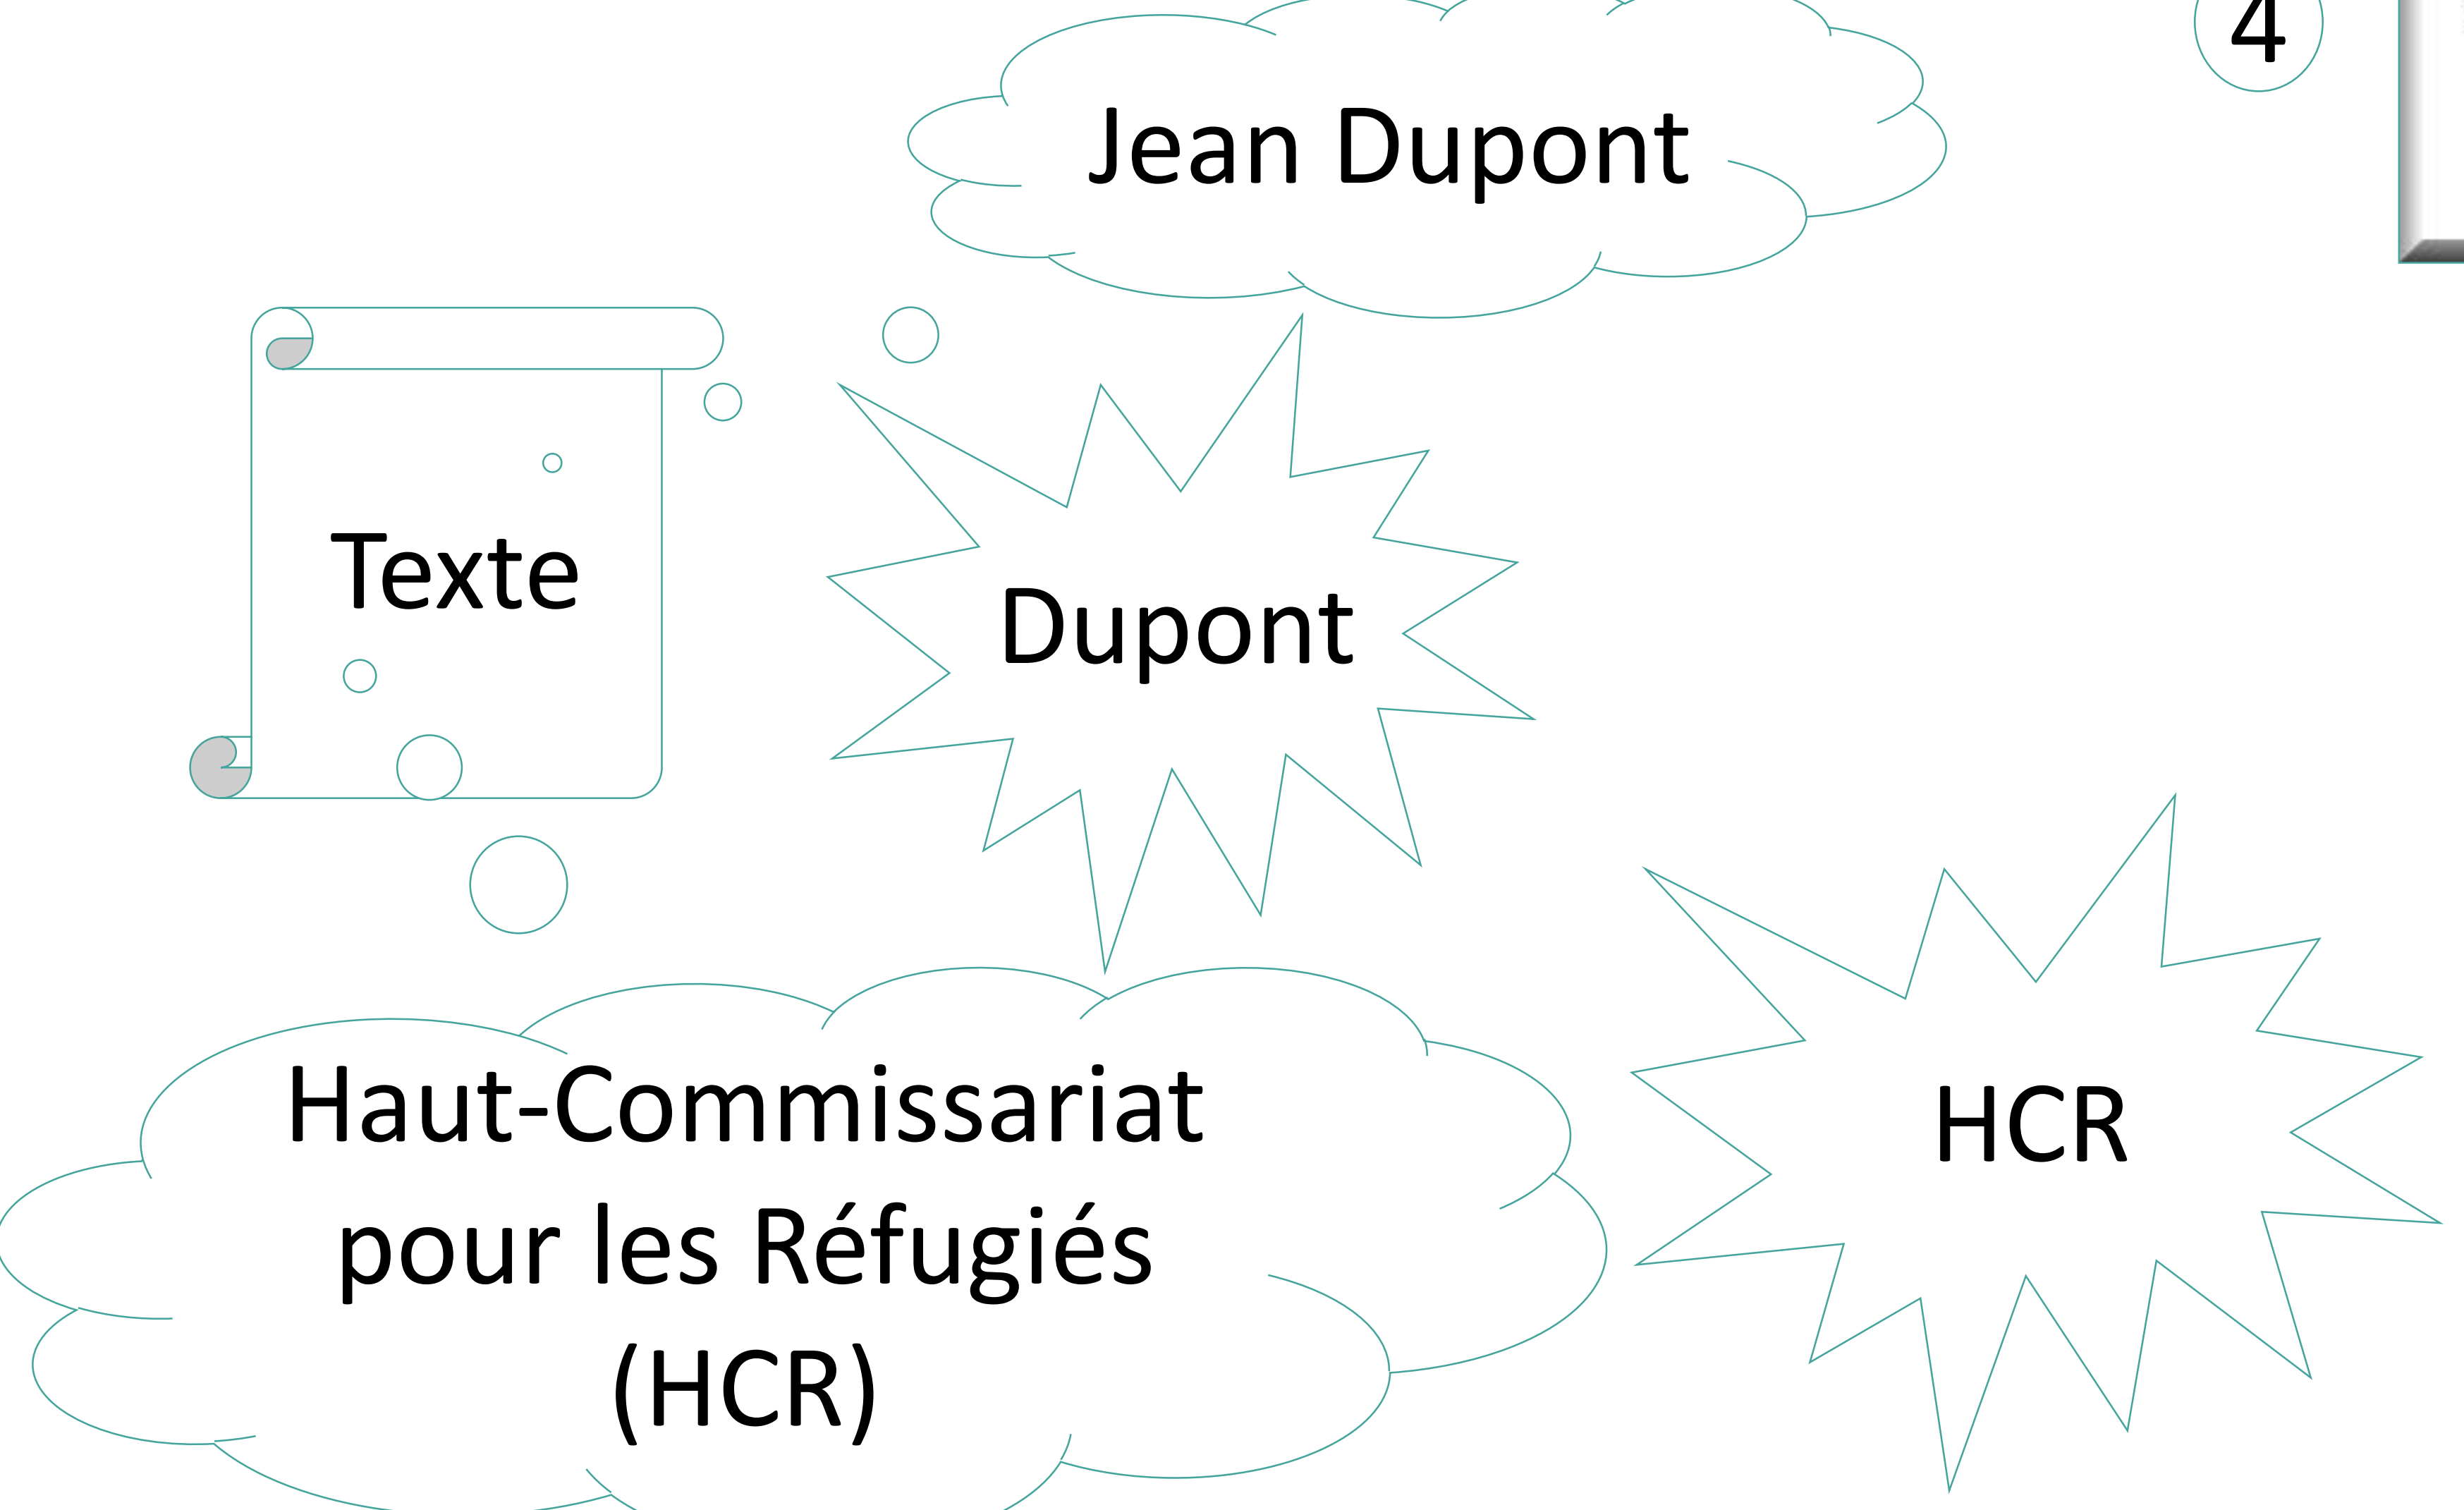 4
Jean Dupont
Texte
Dupont
Haut-Commissariat
pour les Réfugiés
(HCR)
HCR